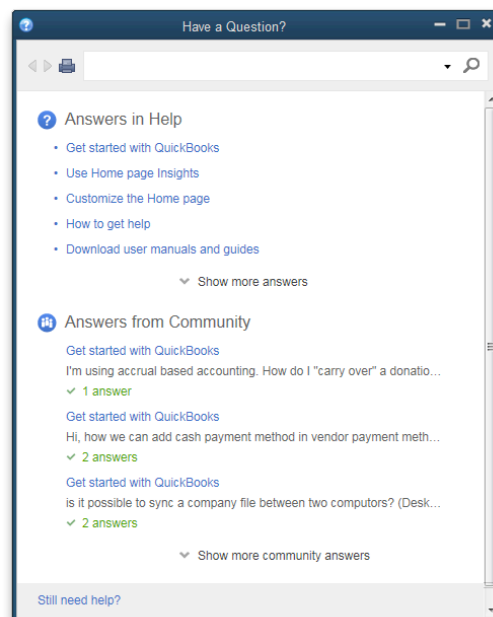 Have a Question?
Answers in Help
Get started with QuickBooks
Use Home page Insights
Customize the Home page
How to get help
Download user manuals and guides
Show more answers
Answers from Community
Get started with QuickBooks
I'm using accrual based accounting. How do I "carry over" a donatio...
1 answer
Get started with QuickBooks
Hi, how we can add cash payment method in vendor payment meth...
2 answers
Get started with QuickBooks
is it possible to sync a company file between two computors? (Desk...
2 answers
Show more community answers
Still need help?